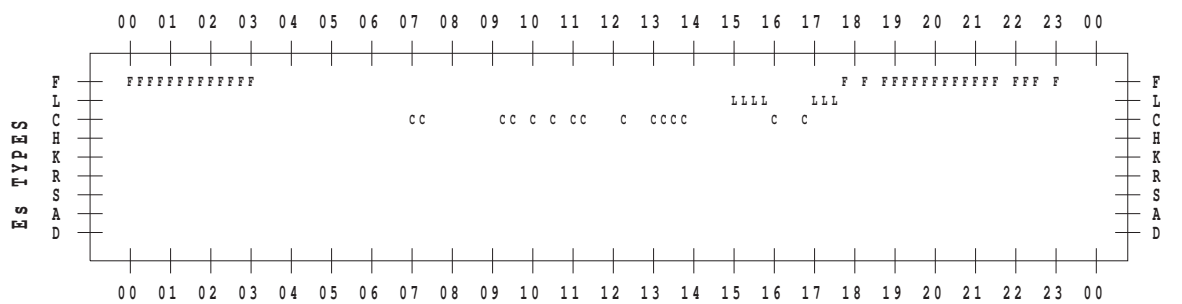 00 01 02 03 04 05 06 07 08 09 10 11 12 13 14 15 16 17 18 19 20 21 22 23 00
F FFFFFFFFFFFFF F F FFFFFFFFFFFF FFF F F
L LLLL LLL L
C CC CC C C CC C CCCC C C C
H H
K K
R R
S S
A A
D D
Es TYPES
00 01 02 03 04 05 06 07 08 09 10 11 12 13 14 15 16 17 18 19 20 21 22 23 00